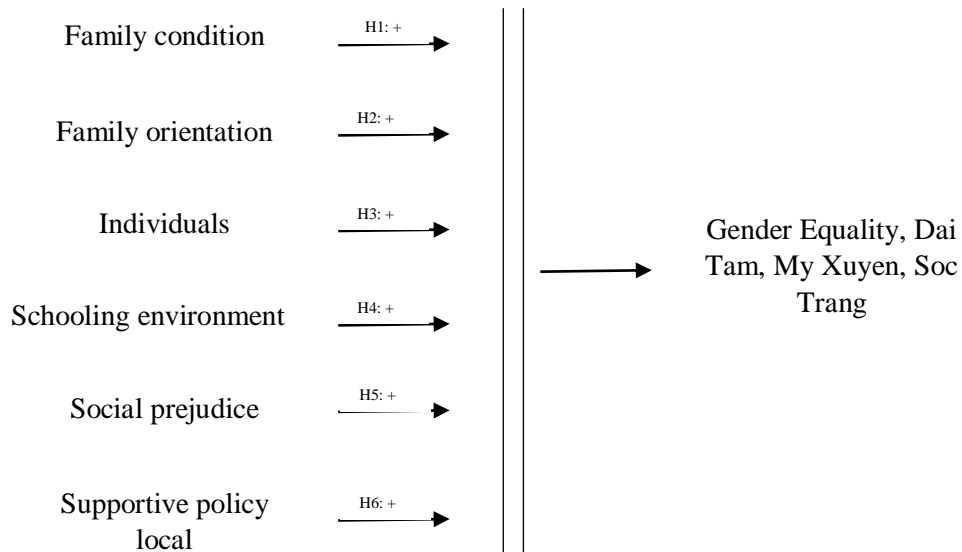 Family condition
H1: +
Family orientation
H2: +
Individuals
H3: +
Schooling environment
H4: +
Social prejudice
H5: +
Supportive policy
local
H6: +
Gender Equality, Dai
Tam, My Xuyen, Soc
Trang